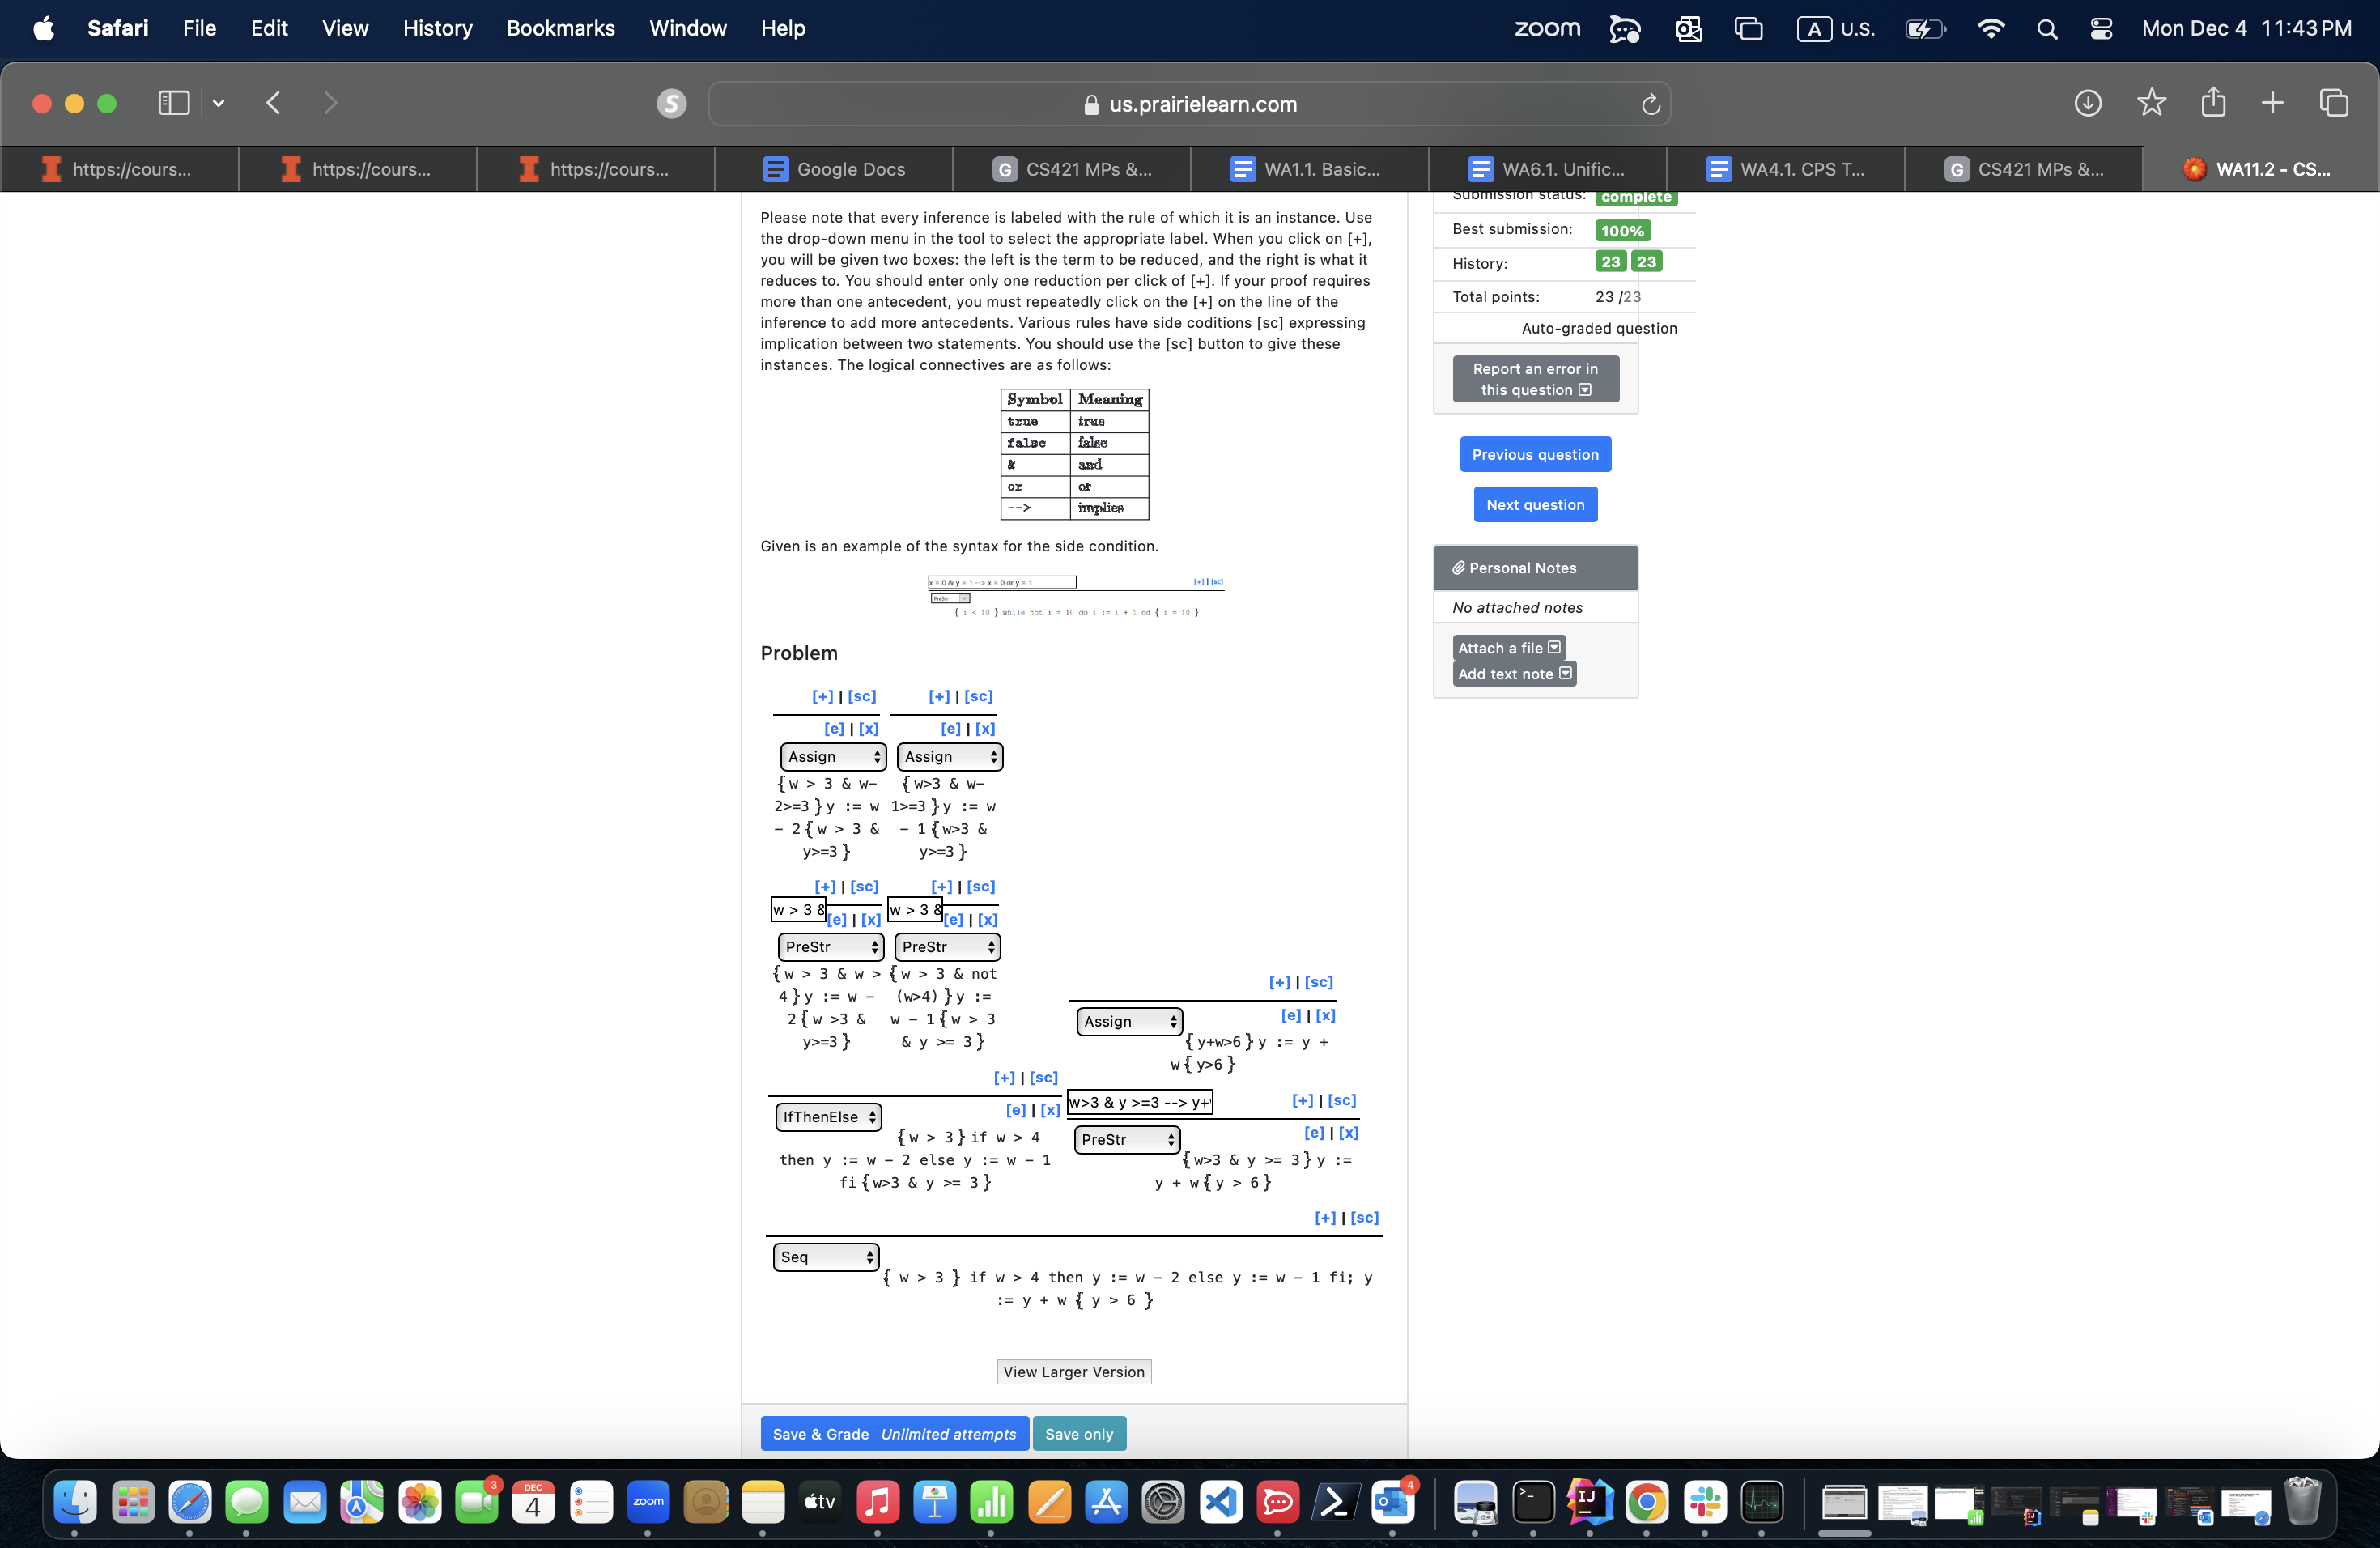 Safari File Edit View History Bookmarks Window Help zoom A U.S. Mon Dec 4 11:43 PM
S us.prairielearn.com
https://cours... https://cours... https://cours... Google Docs G CS421 MPs &... WA1.1. Basic... WA6.1. Unific... WA4.1. CPS T... G CS421 MPs &... WA11.2 - CS...
Please note that every inference is labeled with the rule of which it is an instance. Use
the drop-down menu in the tool to select the appropriate label. When you click on [+],
you will be given two boxes: the left is the term to be reduced, and the right is what it
reduces to. You should enter only one reduction per click of [+]. If your proof requires
more than one antecedent, you must repeatedly click on the [+] on the line of the
inference to add more antecedents. Various rules have side coditions [sc] expressing
implication between two statements. You should use the [sc] button to give these
instances. The logical connectives are as follows:
Symbol Meaning
true true
false false
& and
or or
--> implies
Given is an example of the syntax for the side condition.
x = 0 & y = 1 --> x = 0 or y = 1 [+] | [sc]
PreStr
{ i < 10 } while not i = 10 do i := i + 1 od { i = 10 }
Problem
[+] | [sc] [+] | [sc]
[e] | [x] [e] | [x]
Assign Assign
{w > 3 & w- {w>3 & w-
2>=3}y := w 1>=3}y := w
- 2{w > 3 & - 1{w>3 &
y>=3} y>=3}
[+] | [sc] [+] | [sc]
w > 3 & [e] | [x] w > 3 & [e] | [x]
PreStr PreStr
{w > 3 & w > {w > 3 & not
4}y := w - (w>4)}y :=
2{w >3 & w - 1{w > 3
y>=3} & y >= 3}
[+] | [sc]
Assign [e] | [x]
{y+w>6}y := y +
w{y>6}
[+] | [sc]
IfThenElse [e] | [x]
{w > 3}if w > 4
then y := w - 2 else y := w - 1
fi{w>3 & y >= 3}
w>3 & y >=3 --> y+ [+] | [sc]
PreStr [e] | [x]
{w>3 & y >= 3}y :=
y + w{y > 6}
[+] | [sc]
Seq
{ w > 3 } if w > 4 then y := w - 2 else y := w - 1 fi; y
:= y + w { y > 6 }
View Larger Version
Save & Grade Unlimited attempts Save only
Submission status: complete
Best submission: 100%
History: 23 23
Total points: 23 /23
Auto-graded question
Report an error in
this question
Previous question
Next question
Personal Notes
No attached notes
Attach a file
Add text note
3 DEC 4 zoom tv 4 IJ